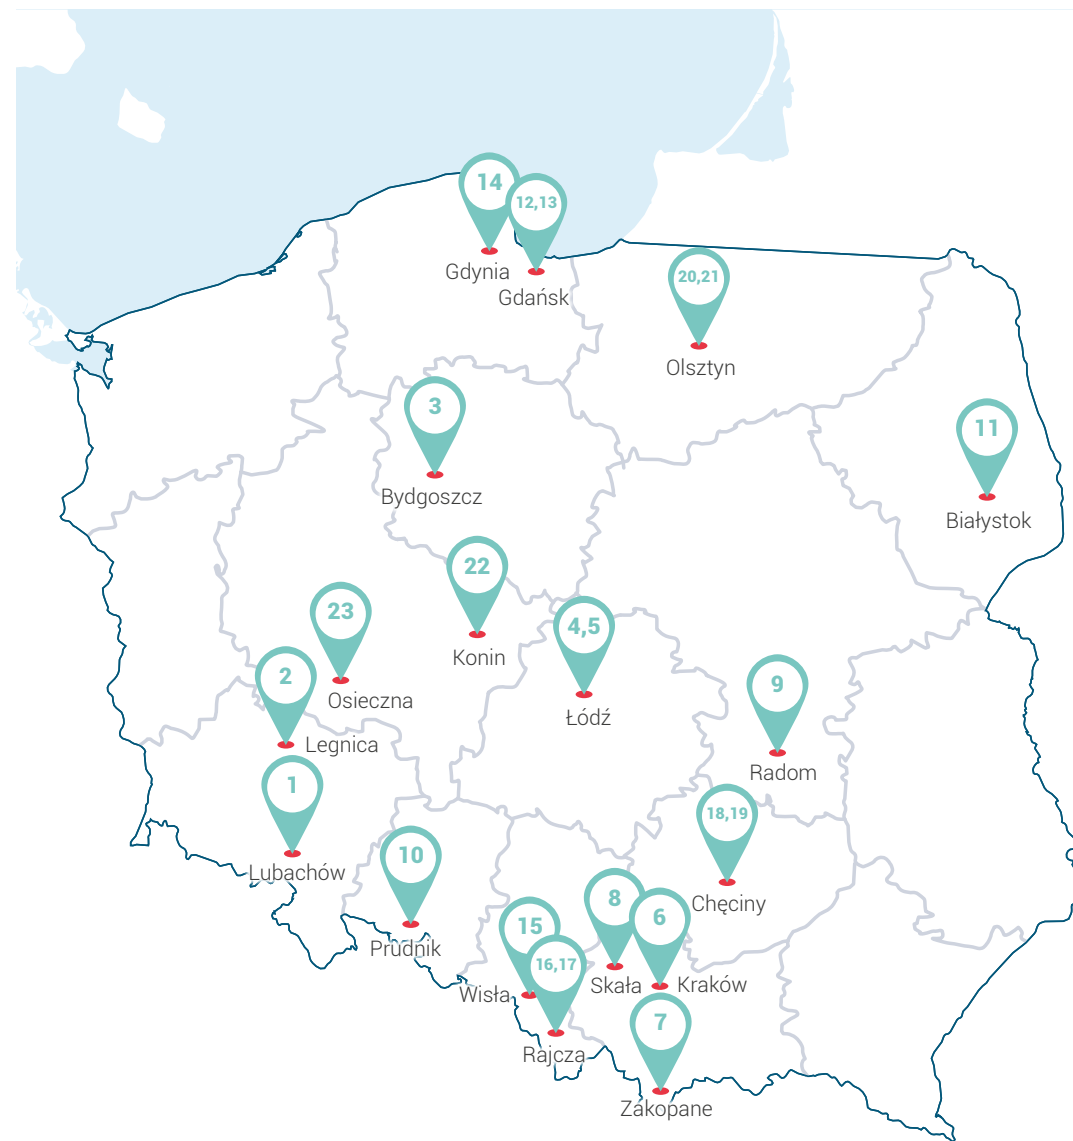 14
12,13
Gdynia
Gdańsk
20,21
Olsztyn
3
Bydgoszcz
11
Białystok
22
Konin
23
Osieczna
4,5
Łódź
2
Legnica
9
Radom
1
Lubachów
18,19
Chęciny
10
Prudnik
8
Skała
6
Kraków
15
Wisła
16,17
Rajcza
7
Zakopane